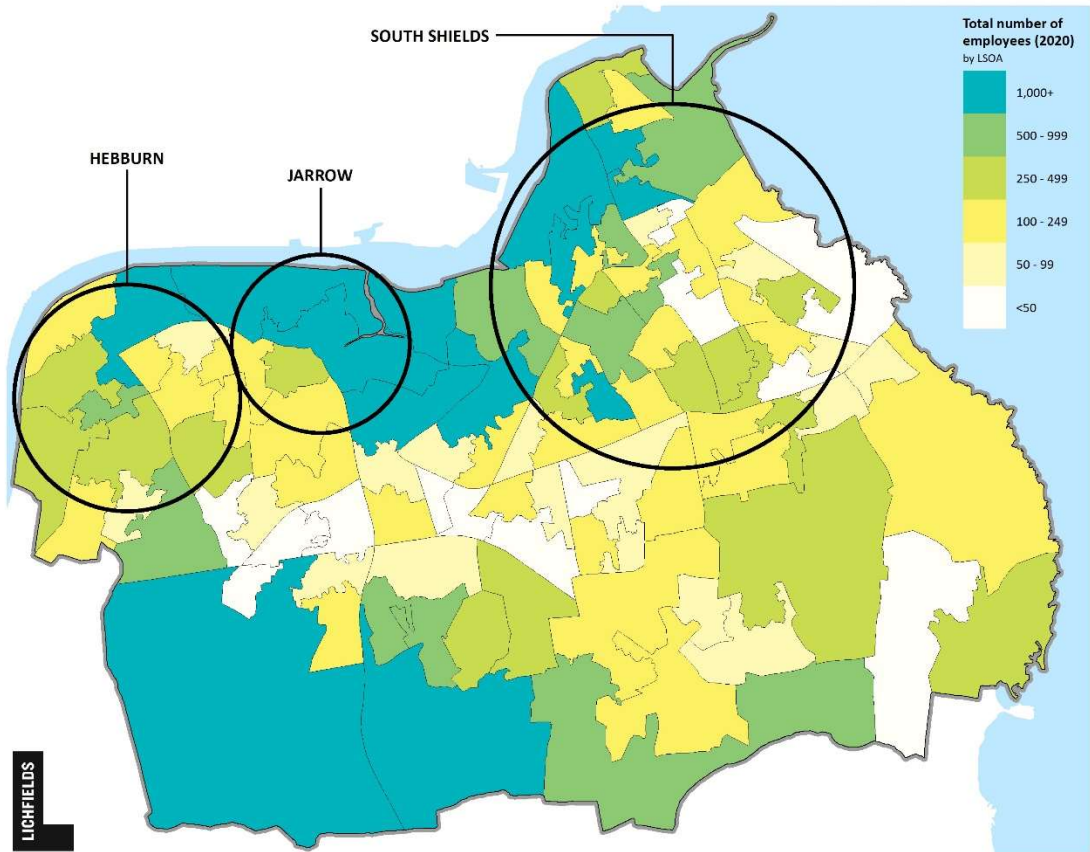 SOUTH SHIELDS
HEBBURN
JARROW
Total number of
employees (2020)
by LSOA
1,000+
500 - 999
250 - 499
100 - 249
50 - 99
<50
LICHFIELDS